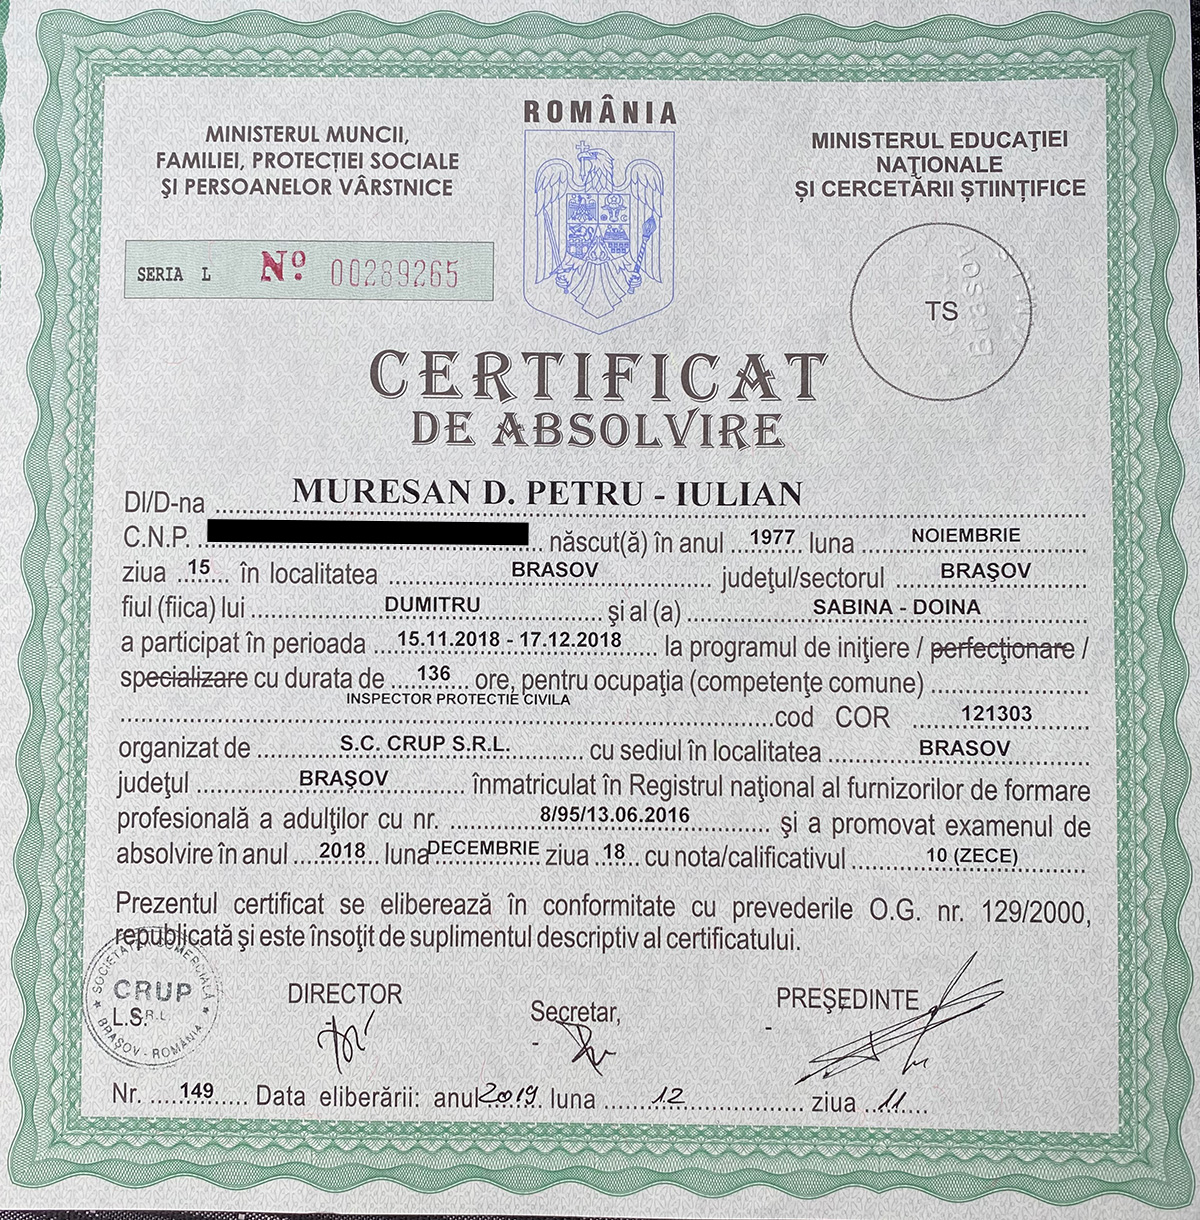 ROMÂNIA
MINISTERUL MUNCII,
FAMILIEI, PROTECȚIEI SOCIALE
ȘI PERSOANELOR VÂRSTNICE
MINISTERUL EDUCAȚIEI
NAȚIONALE
ȘI CERCETĂRII ȘTIINȚIFICE
SERIA L Nº 00289265
TS
Brasov
CERTIFICAT
DE ABSOLVIRE
Dl/D-na MURESAN D. PETRU - IULIAN
C.N.P. născut(ă) în anul 1977 luna NOIEMBRIE
ziua 15 în localitatea BRASOV județul/sectorul BRAȘOV
fiul (fiica) lui DUMITRU și al (a) SABINA - DOINA
a participat în perioada 15.11.2018 - 17.12.2018 la programul de inițiere / perfecționare /
specializare cu durata de 136 ore, pentru ocupația (competențe comune)
INSPECTOR PROTECTIE CIVILA cod COR 121303
organizat de S.C. CRUP S.R.L. cu sediul în localitatea BRASOV
județul BRAȘOV înmatriculat în Registrul național al furnizorilor de formare
profesională a adulților cu nr. 8/95/13.06.2016 și a promovat examenul de
absolvire în anul 2018 luna DECEMBRIE ziua 18 cu nota/calificativul 10 (ZECE)
Prezentul certificat se eliberează în conformitate cu prevederile O.G. nr. 129/2000,
republicată și este însoțit de suplimentul descriptiv al certificatului.
SOCIETATEA COMERCIALĂ
CRUP
S.R.L.
BRAȘOV - ROMÂNIA
L.S.
DIRECTOR
Secretar,
PREȘEDINTE
Nr. 149 Data eliberării: anul 2019 luna 12 ziua 11